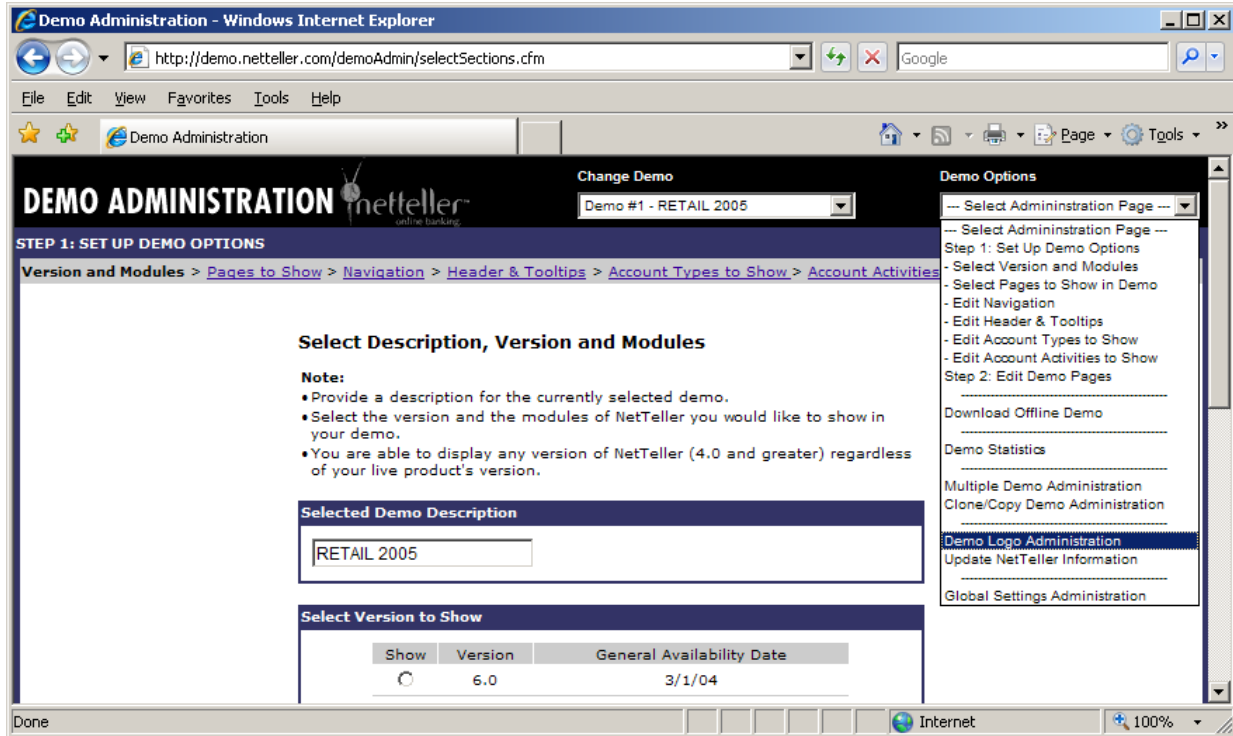 Demo Administration - Windows Internet Explorer
http://demo.netteller.com/demoAdmin/selectSections.cfm
Google
File Edit View Favorites Tools Help
Demo Administration
Page Tools »
DEMO ADMINISTRATION netteller™
online banking.
Change Demo
Demo #1 - RETAIL 2005
Demo Options
--- Select Admininstration Page ---
STEP 1: SET UP DEMO OPTIONS
Version and Modules > Pages to Show > Navigation > Header & Tooltips > Account Types to Show > Account Activities
--- Select Admininstration Page ---
Step 1: Set Up Demo Options
- Select Version and Modules
- Select Pages to Show in Demo
- Edit Navigation
- Edit Header & Tooltips
- Edit Account Types to Show
- Edit Account Activities to Show
Step 2: Edit Demo Pages
Download Offline Demo
Demo Statistics
Multiple Demo Administration
Clone/Copy Demo Administration
Demo Logo Administration
Update NetTeller Information
Global Settings Administration
Select Description, Version and Modules
Note:
• Provide a description for the currently selected demo.
• Select the version and the modules of NetTeller you would like to show in
your demo.
• You are able to display any version of NetTeller (4.0 and greater) regardless
of your live product's version.
Selected Demo Description
RETAIL 2005
Select Version to Show
Show Version General Availability Date
6.0 3/1/04
Done
Internet
100%